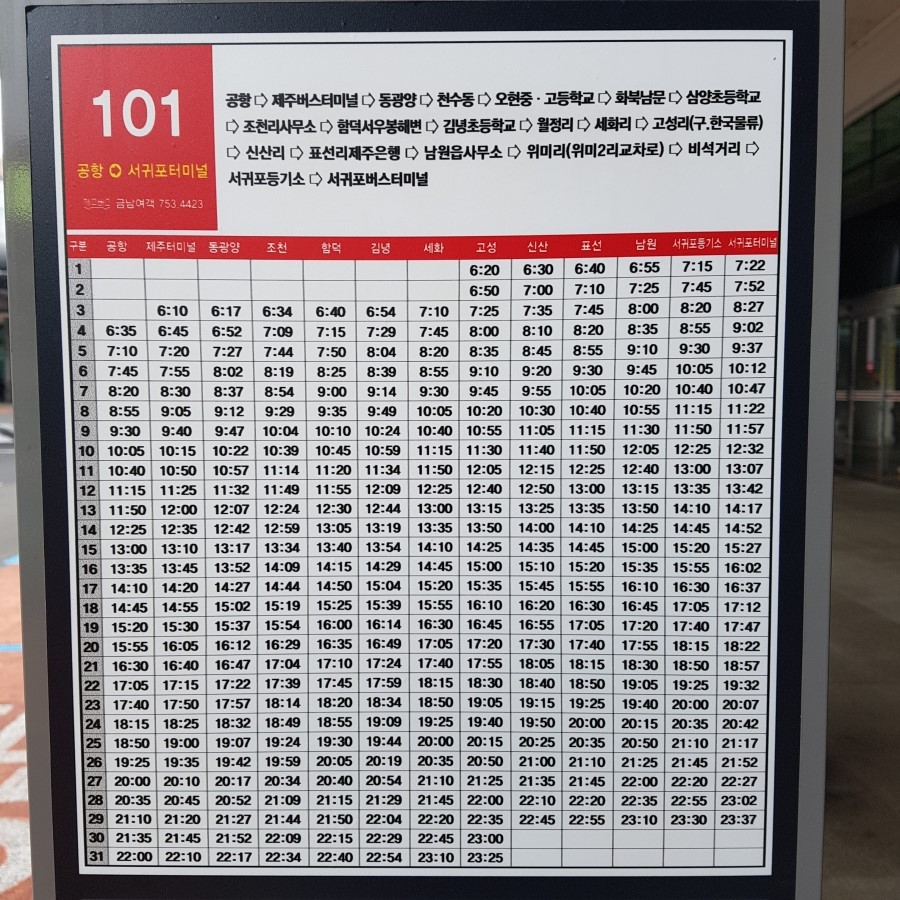 101
공항 ➲ 서귀포터미널
금남여객 753.4423
공항 ⇨ 제주버스터미널 ⇨ 동광양 ⇨ 천수동 ⇨ 오현중 · 고등학교 ⇨ 화북남문 ⇨ 삼양초등학교
⇨ 조천리사무소 ⇨ 함덕서우봉해변 ⇨ 김녕초등학교 ⇨ 월정리 ⇨ 세화리 ⇨ 고성리(구.한국물류)
⇨ 신산리 ⇨ 표선리제주은행 ⇨ 남원읍사무소 ⇨ 위미리(위미2리교차로) ⇨ 비석거리 ⇨
서귀포등기소 ⇨ 서귀포버스터미널
구분 공항 제주터미널 동광양 조천 함덕 김녕 세화 고성 신산 표선 남원 서귀포등기소 서귀포터미널
1 6:20 6:30 6:40 6:55 7:15 7:22
2 6:50 7:00 7:10 7:25 7:45 7:52
3 6:10 6:17 6:34 6:40 6:54 7:10 7:25 7:35 7:45 8:00 8:20 8:27
4 6:35 6:45 6:52 7:09 7:15 7:29 7:45 8:00 8:10 8:20 8:35 8:55 9:02
5 7:10 7:20 7:27 7:44 7:50 8:04 8:20 8:35 8:45 8:55 9:10 9:30 9:37
6 7:45 7:55 8:02 8:19 8:25 8:39 8:55 9:10 9:20 9:30 9:45 10:05 10:12
7 8:20 8:30 8:37 8:54 9:00 9:14 9:30 9:45 9:55 10:05 10:20 10:40 10:47
8 8:55 9:05 9:12 9:29 9:35 9:49 10:05 10:20 10:30 10:40 10:55 11:15 11:22
9 9:30 9:40 9:47 10:04 10:10 10:24 10:40 10:55 11:05 11:15 11:30 11:50 11:57
10 10:05 10:15 10:22 10:39 10:45 10:59 11:15 11:30 11:40 11:50 12:05 12:25 12:32
11 10:40 10:50 10:57 11:14 11:20 11:34 11:50 12:05 12:15 12:25 12:40 13:00 13:07
12 11:15 11:25 11:32 11:49 11:55 12:09 12:25 12:40 12:50 13:00 13:15 13:35 13:42
13 11:50 12:00 12:07 12:24 12:30 12:44 13:00 13:15 13:25 13:35 13:50 14:10 14:17
14 12:25 12:35 12:42 12:59 13:05 13:19 13:35 13:50 14:00 14:10 14:25 14:45 14:52
15 13:00 13:10 13:17 13:34 13:40 13:54 14:10 14:25 14:35 14:45 15:00 15:20 15:27
16 13:35 13:45 13:52 14:09 14:15 14:29 14:45 15:00 15:10 15:20 15:35 15:55 16:02
17 14:10 14:20 14:27 14:44 14:50 15:04 15:20 15:35 15:45 15:55 16:10 16:30 16:37
18 14:45 14:55 15:02 15:19 15:25 15:39 15:55 16:10 16:20 16:30 16:45 17:05 17:12
19 15:20 15:30 15:37 15:54 16:00 16:14 16:30 16:45 16:55 17:05 17:20 17:40 17:47
20 15:55 16:05 16:12 16:29 16:35 16:49 17:05 17:20 17:30 17:40 17:55 18:15 18:22
21 16:30 16:40 16:47 17:04 17:10 17:24 17:40 17:55 18:05 18:15 18:30 18:50 18:57
22 17:05 17:15 17:22 17:39 17:45 17:59 18:15 18:30 18:40 18:50 19:05 19:25 19:32
23 17:40 17:50 17:57 18:14 18:20 18:34 18:50 19:05 19:15 19:25 19:40 20:00 20:07
24 18:15 18:25 18:32 18:49 18:55 19:09 19:25 19:40 19:50 20:00 20:15 20:35 20:42
25 18:50 19:00 19:07 19:24 19:30 19:44 20:00 20:15 20:25 20:35 20:50 21:10 21:17
26 19:25 19:35 19:42 19:59 20:05 20:19 20:35 20:50 21:00 21:10 21:25 21:45 21:52
27 20:00 20:10 20:17 20:34 20:40 20:54 21:10 21:25 21:35 21:45 22:00 22:20 22:27
28 20:35 20:45 20:52 21:09 21:15 21:29 21:45 22:00 22:10 22:20 22:35 22:55 23:02
29 21:10 21:20 21:27 21:44 21:50 22:04 22:20 22:35 22:45 22:55 23:10 23:30 23:37
30 21:35 21:45 21:52 22:09 22:15 22:29 22:45 23:00
31 22:00 22:10 22:17 22:34 22:40 22:54 23:10 23:25